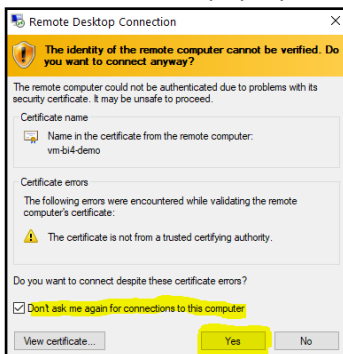 Remote Desktop Connection
The identity of the remote computer cannot be verified. Do
you want to connect anyway?
The remote computer could not be authenticated due to problems with its
security certificate. It may be unsafe to proceed.
Certificate name
Name in the certificate from the remote computer:
vm-bi4-demo
Certificate errors
The following errors were encountered while validating the remote
computer's certificate:
The certificate is not from a trusted certifying authority.
Do you want to connect despite these certificate errors?
Don't ask me again for connections to this computer
View certificate... Yes No